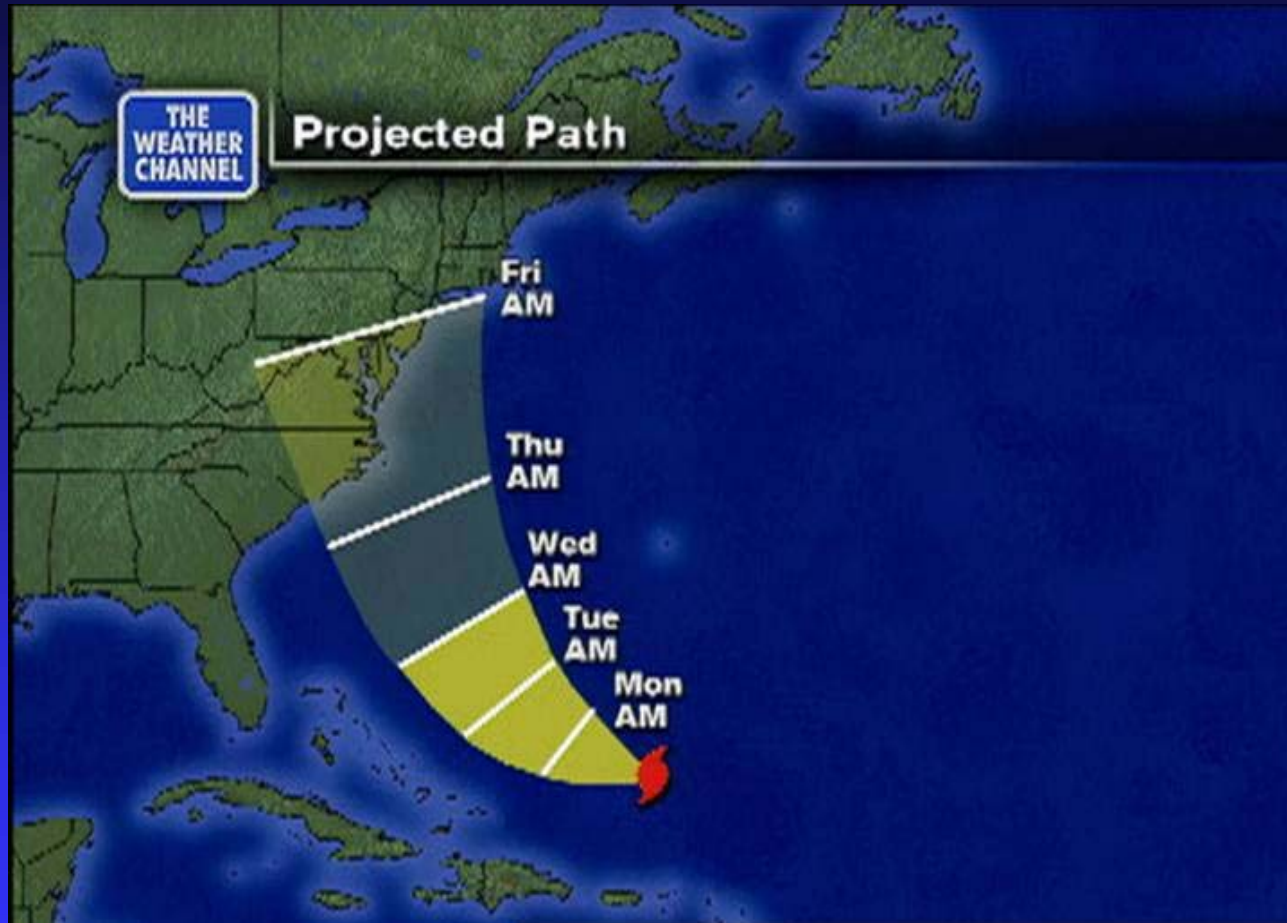 THE
WEATHER
CHANNEL
Projected Path
Fri
AM
Thu
AM
Wed
AM
Tue
AM
Mon
AM